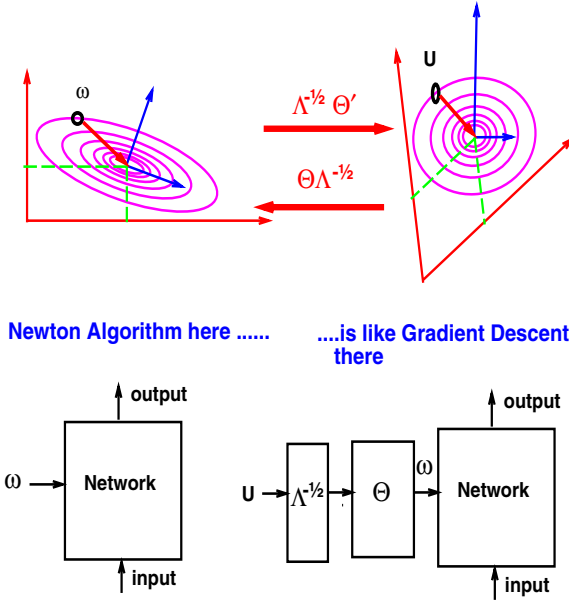 ω
U
Λ^-½ Θ′
ΘΛ^-½
Newton Algorithm here ......
....is like Gradient Descent
there
output
ω
Network
input
output
U
Λ^-½
Θ
ω
Network
input